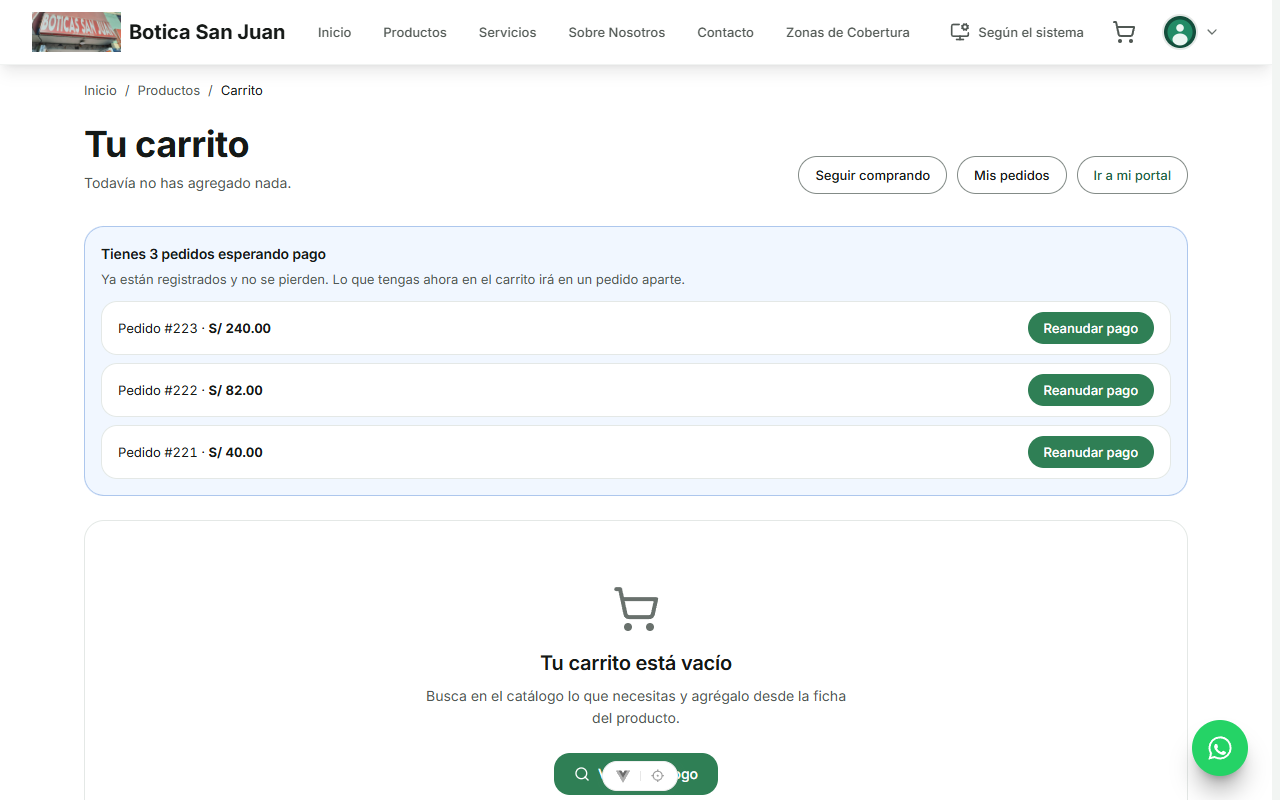 BOTICAS SAN JUAN
Botica San Juan
Inicio
Productos
Servicios
Sobre Nosotros
Contacto
Zonas de Cobertura
Según el sistema
Inicio / Productos / Carrito
Tu carrito
Todavía no has agregado nada.
Seguir comprando
Mis pedidos
Ir a mi portal
Tienes 3 pedidos esperando pago
Ya están registrados y no se pierden. Lo que tengas ahora en el carrito irá en un pedido aparte.
Pedido #223 · S/ 240.00
Reanudar pago
Pedido #222 · S/ 82.00
Reanudar pago
Pedido #221 · S/ 40.00
Reanudar pago
Tu carrito está vacío
Busca en el catálogo lo que necesitas y agrégalo desde la ficha
del producto.